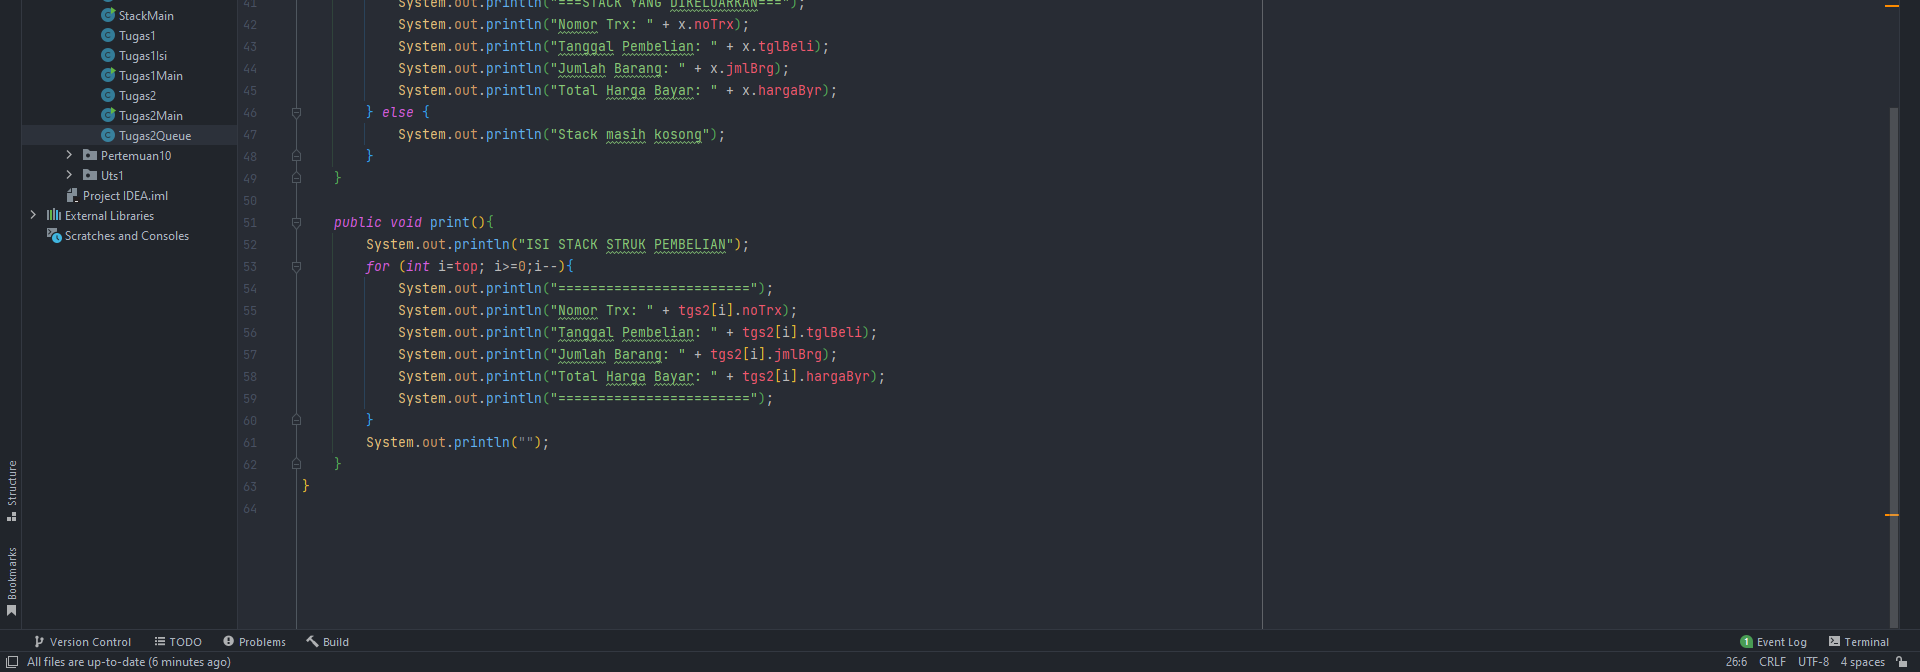 StackMain
Tugas1
Tugas1Isi
Tugas1Main
Tugas2
Tugas2Main
Tugas2Queue
Pertemuan10
Uts1
Project IDEA.iml
External Libraries
Scratches and Consoles
Structure
Bookmarks
41 System.out.println("===STACK YANG DIKELUARKAN===");
42 System.out.println("Nomor Trx: " + x.noTrx);
43 System.out.println("Tanggal Pembelian: " + x.tglBeli);
44 System.out.println("Jumlah Barang: " + x.jmlBrg);
45 System.out.println("Total Harga Bayar: " + x.hargaByr);
46 } else {
47 System.out.println("Stack masih kosong");
48 }
49 }
50
51 public void print(){
52 System.out.println("ISI STACK STRUK PEMBELIAN");
53 for (int i=top; i>=0;i--){
54 System.out.println("========================");
55 System.out.println("Nomor Trx: " + tgs2[i].noTrx);
56 System.out.println("Tanggal Pembelian: " + tgs2[i].tglBeli);
57 System.out.println("Jumlah Barang: " + tgs2[i].jmlBrg);
58 System.out.println("Total Harga Bayar: " + tgs2[i].hargaByr);
59 System.out.println("========================");
60 }
61 System.out.println("");
62 }
63 }
64
Version Control TODO Problems Build 1 Event Log Terminal
All files are up-to-date (6 minutes ago) 26:6 CRLF UTF-8 4 spaces